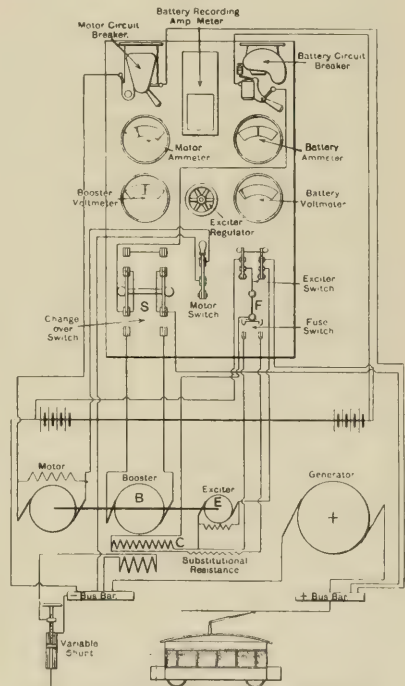 Battery Recording
Amp Meter
Motor Circuit
Breaker
Battery Circuit
Breaker
Motor
Ammeter
Battery
Ammeter
Booster
Voltmeter
Exciter
Regulator
Battery
Voltmeter
S
F
Motor
Switch
Exciter
Switch
Change
over
Switch
Fuse
Switch
Motor
Booster
B
Exciter
E
Generator
+
C
Substitutional
Resistance
- Bus Bar
+ Bus Bar
Variable
Shunt